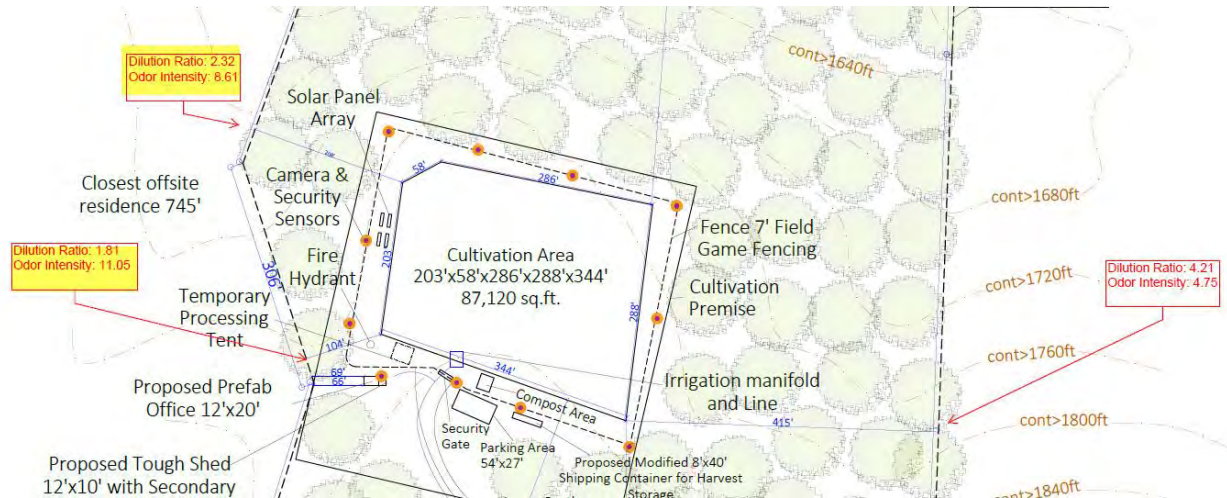 Dilution Ratio: 2.32
Odor Intensity: 8.61
cont>1640ft
Solar Panel
Array
58'
286'
Closest offsite
residence 745'
Camera &
Security
Sensors
cont>1680ft
Fence 7' Field
Game Fencing
Dilution Ratio: 1.81
Odor Intensity: 11.05
306'
Fire
Hydrant
203
Cultivation Area
203'x58'x286'x288'x344'
87,120 sq.ft.
288'
Cultivation
Premise
cont>1720ft
Dilution Ratio: 4.21
Odor Intensity: 4.75
Temporary
Processing
Tent
104'
344'
cont>1760ft
69'
66'
Proposed Prefab
Office 12'x20'
Irrigation manifold
and Line
Compost Area
415'
cont>1800ft
Security
Gate
Parking Area
54'x27'
Proposed Tough Shed
12'x10' with Secondary
Proposed Modified 8'x40'
Shipping Container for Harvest
Storage
cont>1840ft